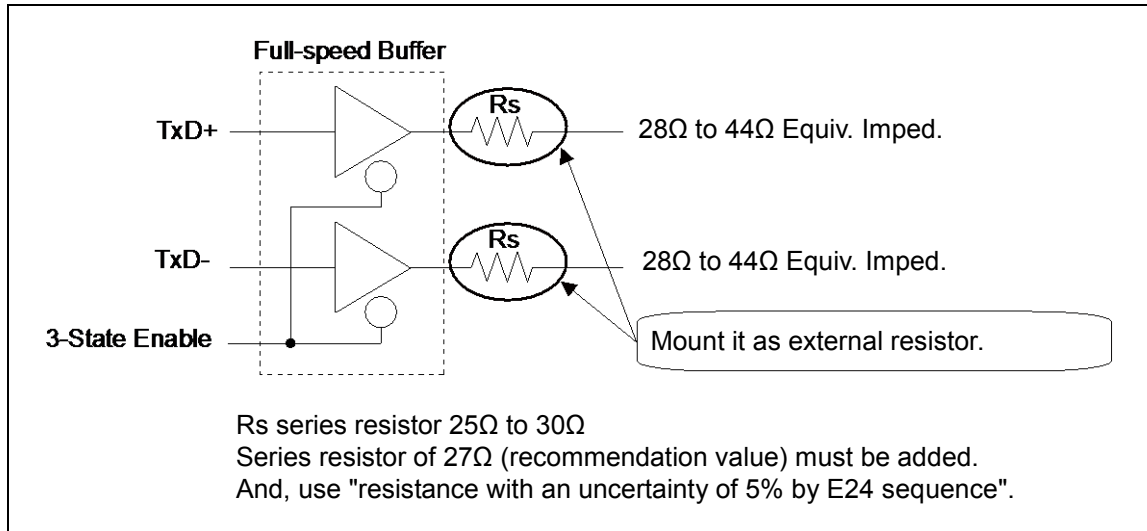 Full-speed Buffer
Rs
TxD+
28Ω to 44Ω Equiv. Imped.
Rs
TxD-
28Ω to 44Ω Equiv. Imped.
3-State Enable
Mount it as external resistor.
Rs series resistor 25Ω to 30Ω
Series resistor of 27Ω (recommendation value) must be added.
And, use "resistance with an uncertainty of 5% by E24 sequence".